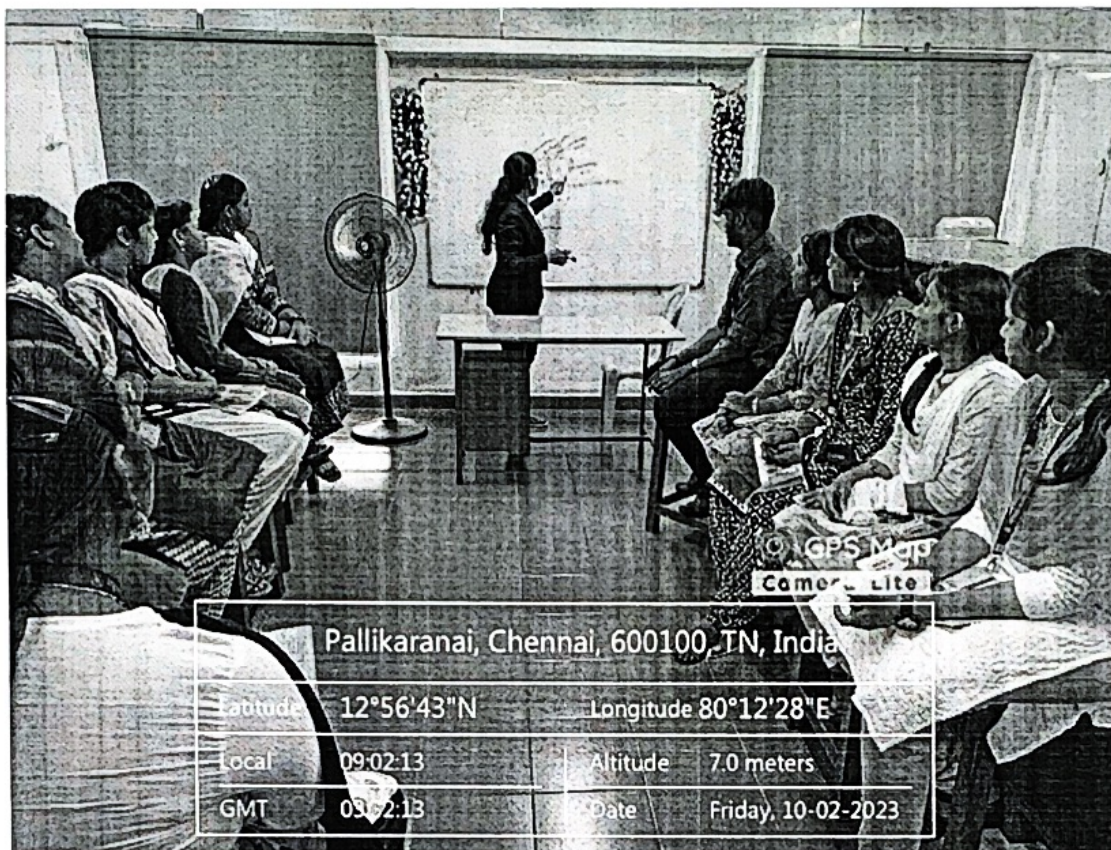 GPS Map
Camera Lite
Pallikaranai, Chennai, 600100, TN, India
Latitude 12°56'43"N Longitude 80°12'28"E
Local 09:02:13 Altitude 7.0 meters
GMT Date Friday, 10-02-2023